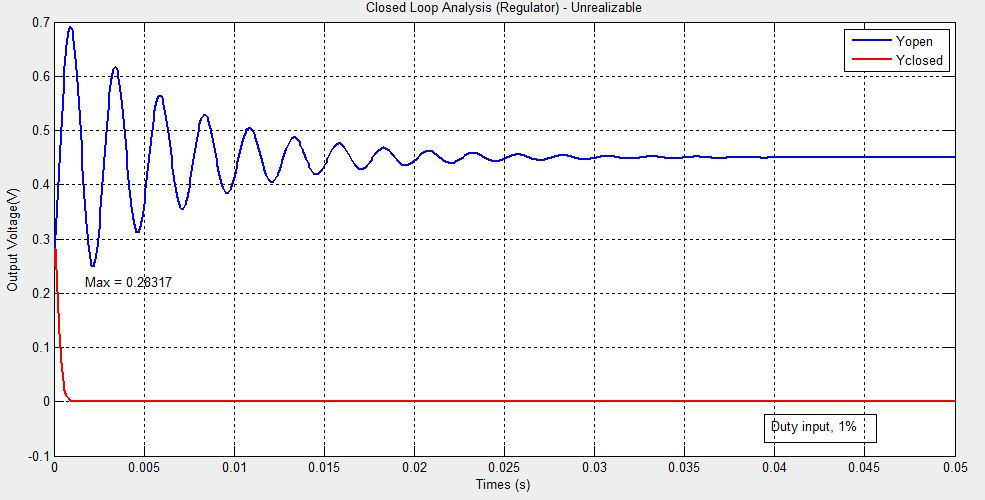 Closed Loop Analysis (Regulator) - Unrealizable
0.7
0.6
0.5
0.4
0.3
0.2
0.1
0
-0.1
Output Voltage(V)
Yopen
Yclosed
Max = 0.28317
Duty input, 1%
0 0.005 0.01 0.015 0.02 0.025 0.03 0.035 0.04 0.045 0.05
Times (s)